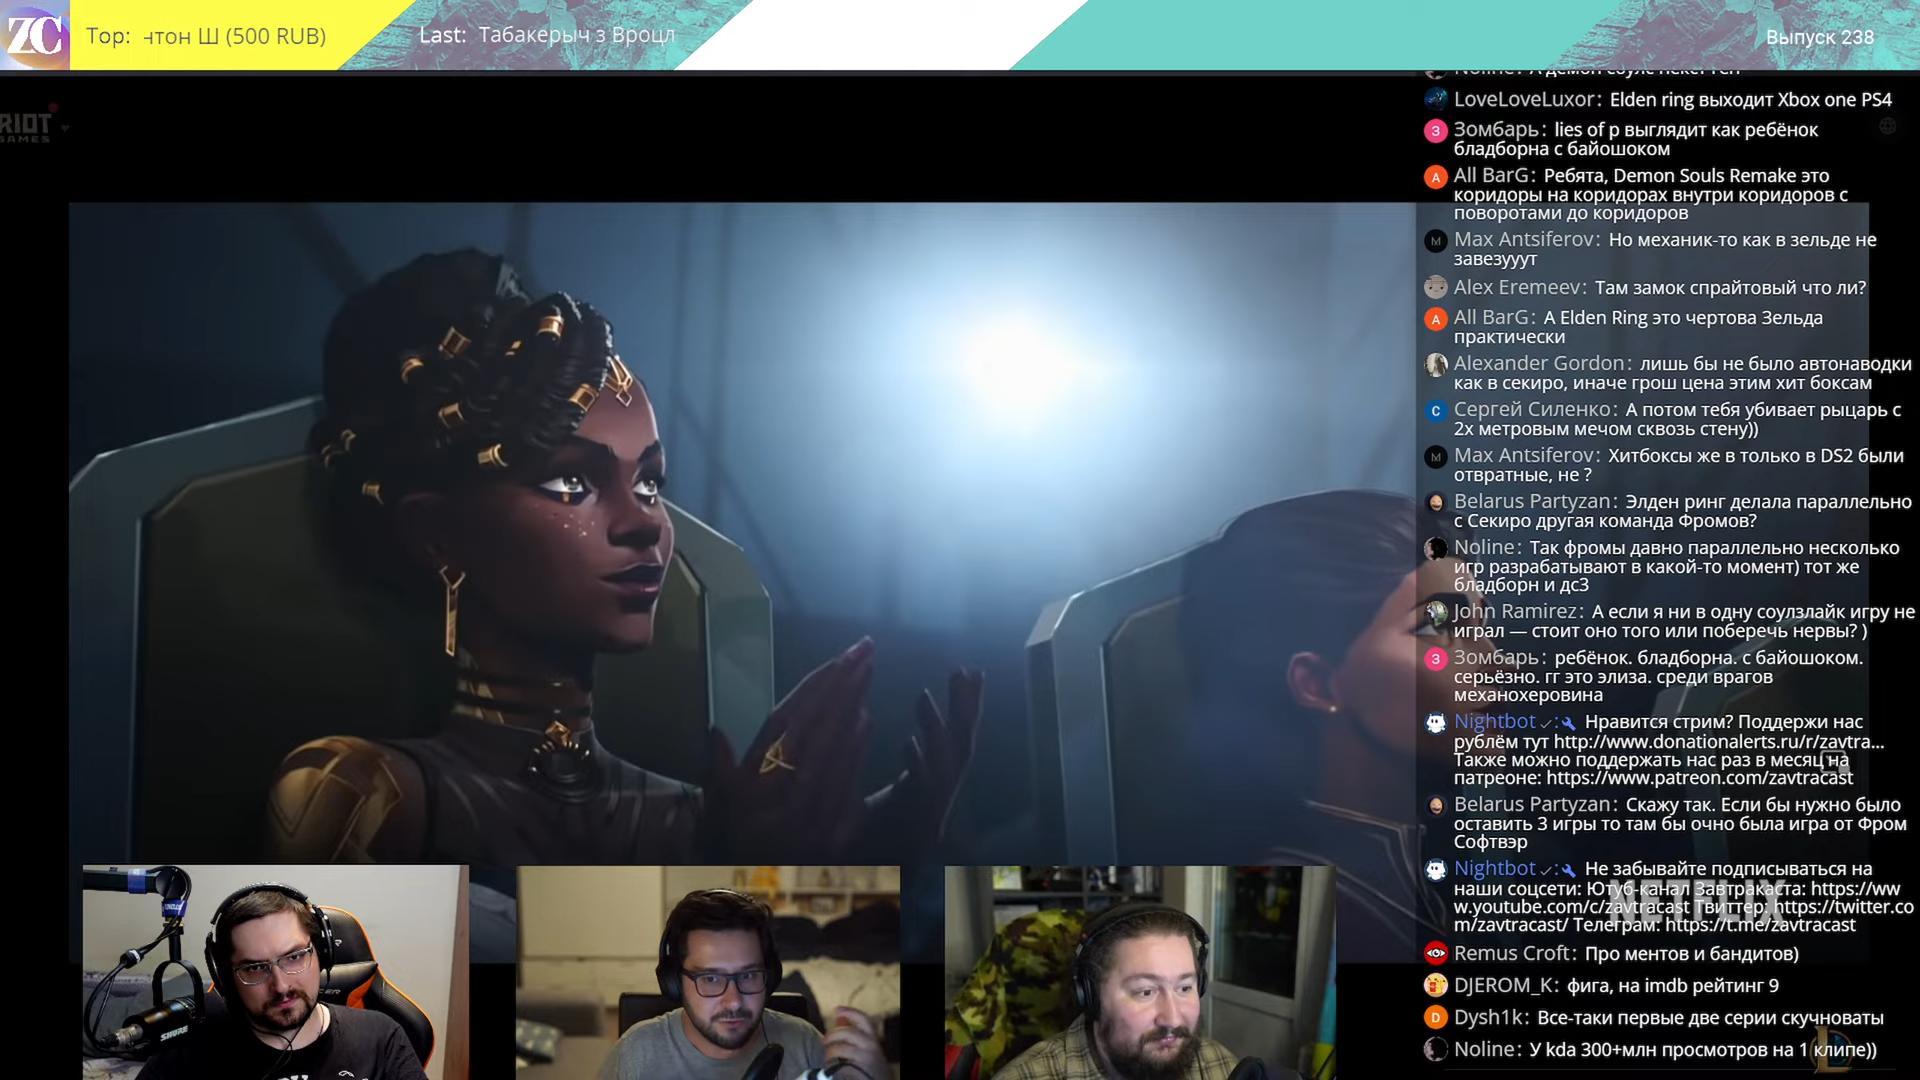 ZC
Top: нтон Ш (500 RUB)
Last: Табакерыч з Вроцл
Выпуск 238
RIOT
GAMES
LoveLoveLuxor: Elden ring выходит Xbox one PS4
Зомбарь: lies of p выглядит как ребёнок
бладборна с байошоком
All BarG: Ребята, Demon Souls Remake это
коридоры на коридорах внутри коридоров с
поворотами до коридоров
Max Antsiferov: Но механик-то как в зельде не
завезуууут
Alex Eremeev: Там замок спрайтовый что ли?
All BarG: А Elden Ring это чертова Зельда
практически
Alexander Gordon: лишь бы не было автонаводки
как в секиро, иначе грош цена этим хит боксам
Сергей Силенко: А потом тебя убивает рыцарь с
2х метровым мечом сквозь стену))
Max Antsiferov: Хитбоксы же в только в DS2 были
отвратные, не ?
Belarus Partyzan: Элден ринг делала параллельно
с Секиро другая команда Фромов?
Noline: Так фромы давно параллельно несколько
игр разрабатывают в какой-то момент) тот же
бладборн и дс3
John Ramirez: А если я ни в одну соулзлайк игру не
играл — стоит оно того или поберечь нервы? )
Зомбарь: ребёнок. бладборна. с байошоком.
серьёзно. гг это элиза. среди врагов
механохеровина
Nightbot: Нравится стрим? Поддержи нас
рублём тут http://www.donationalerts.ru/r/zavtra...
Также можно поддержать нас раз в месяц на
патреоне: https://www.patreon.com/zavtracast
Belarus Partyzan: Скажу так. Если бы нужно было
оставить 3 игры то там бы очно была игра от Фром
Софтвэр
Nightbot: Не забывайте подписываться на
наши соцсети: Ютуб-канал Завтракаста: https://ww
w.youtube.com/c/zavtracast Твиттер: https://twitter.co
m/zavtracast/ Телеграм: https://t.me/zavtracast
NETFLIX
Remus Croft: Про ментов и бандитов)
DJEROM_K: фига, на imdb рейтинг 9
Dysh1k: Все-таки первые две серии скучноваты
Noline: У kda 300+млн просмотров на 1 клипе))
SHURE